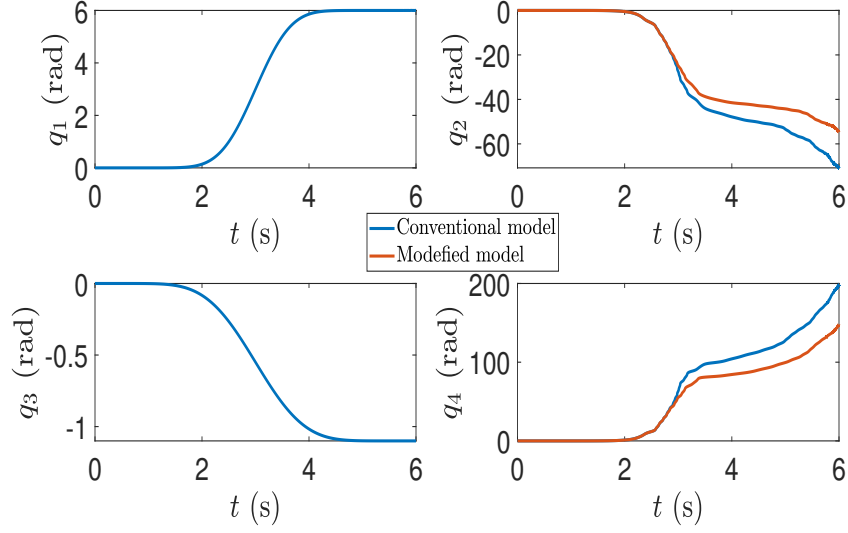 6
4
2
0
q1 (rad)
0 2 4 6
t (s)
0
-20
-40
-60
q2 (rad)
0 2 4 6
t (s)
Conventional model
Modefied model
0
-0.5
-1
q3 (rad)
0 2 4 6
t (s)
200
100
0
q4 (rad)
0 2 4 6
t (s)